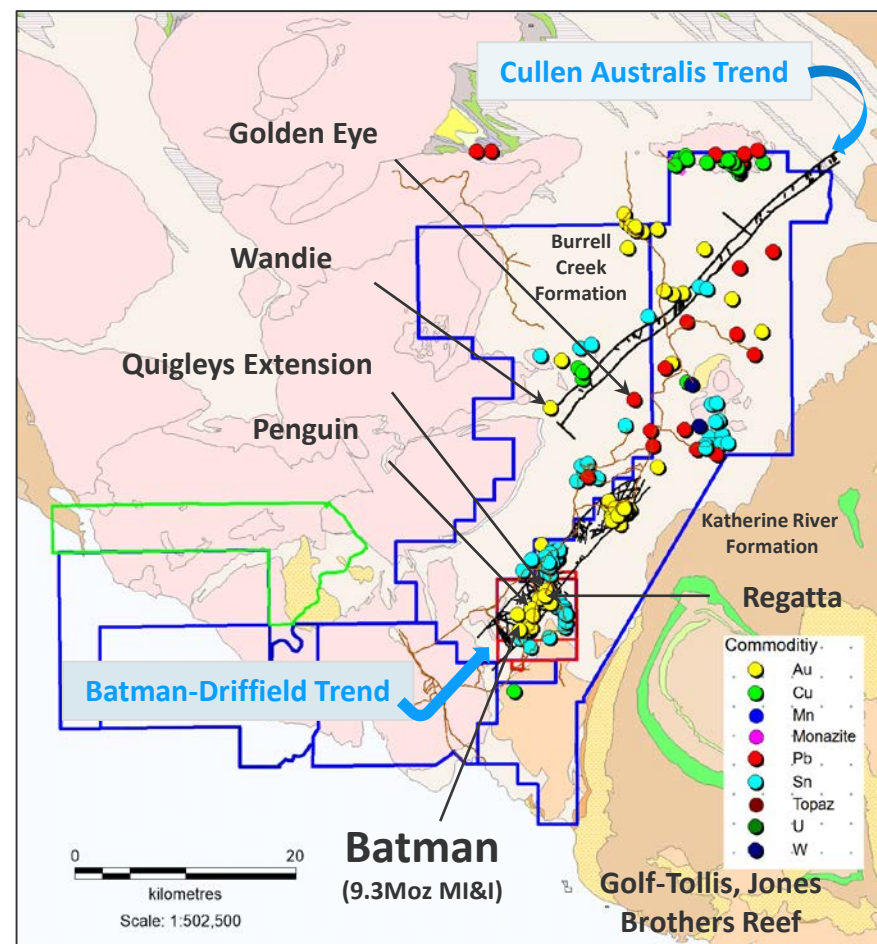 Cullen Australis Trend
Golden Eye
Wandie
Burrell
Creek
Formation
Quigleys Extension
Penguin
Katherine River
Formation
Regatta
Batman-Driffield Trend
Commoditiy
Au
Cu
Mn
Monazite
Pb
Sn
Topaz
U
W
Batman
(9.3Moz MI&I)
Golf-Tollis, Jones
Brothers Reef
0 20
kilometres
Scale: 1:502,500